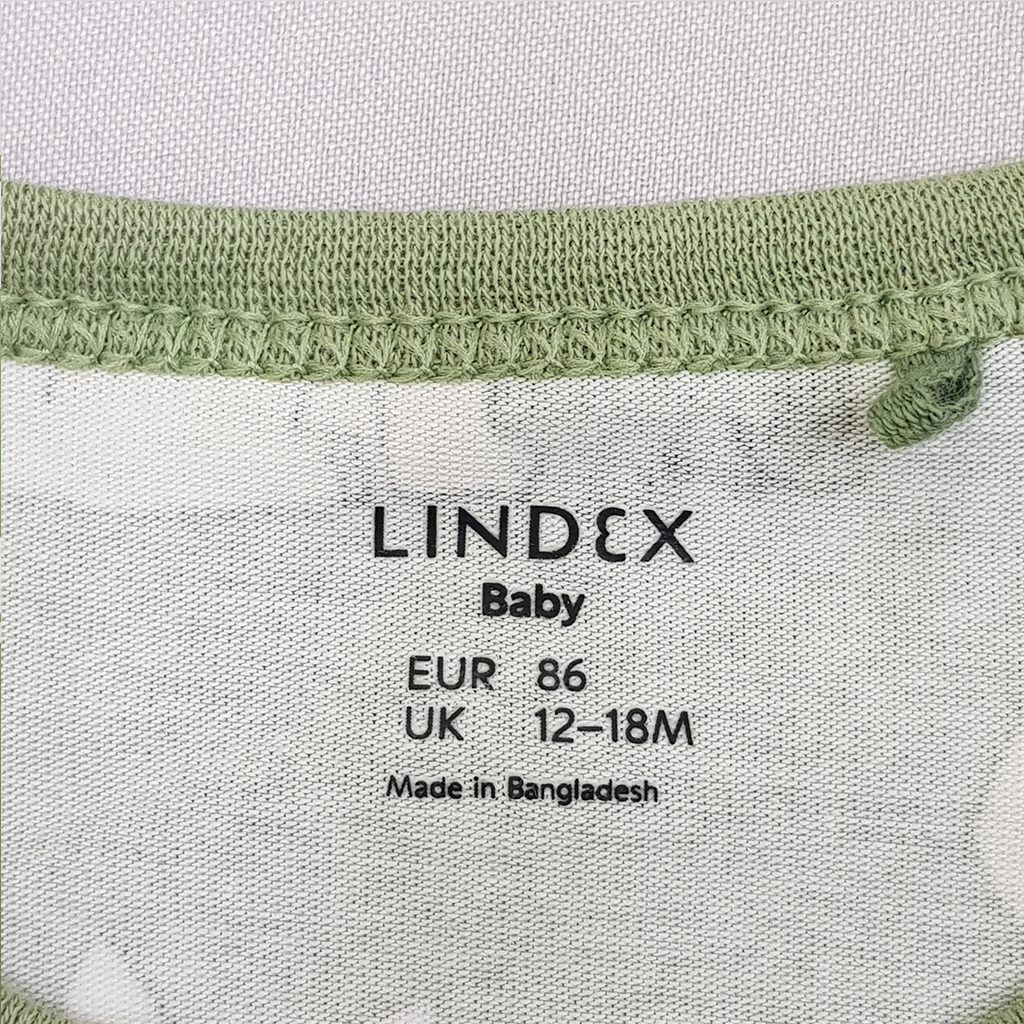 LINDEX
Baby
EUR 86
UK 12–18M
Made in Bangladesh